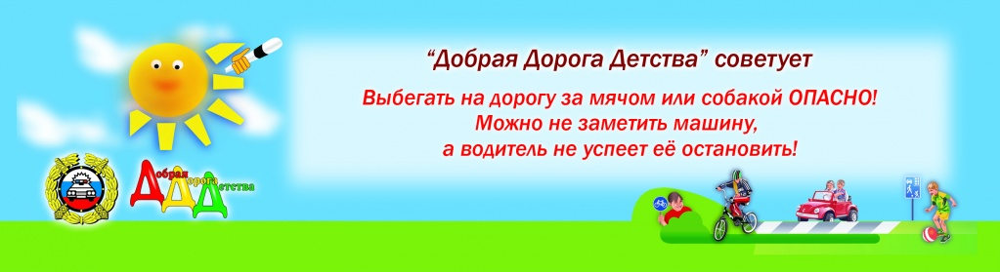 “Добрая Дорога Детства” советует
Выбегать на дорогу за мячом или собакой ОПАСНО!
Можно не заметить машину,
а водитель не успеет её остановить!
Добрая
Дорога
Детства